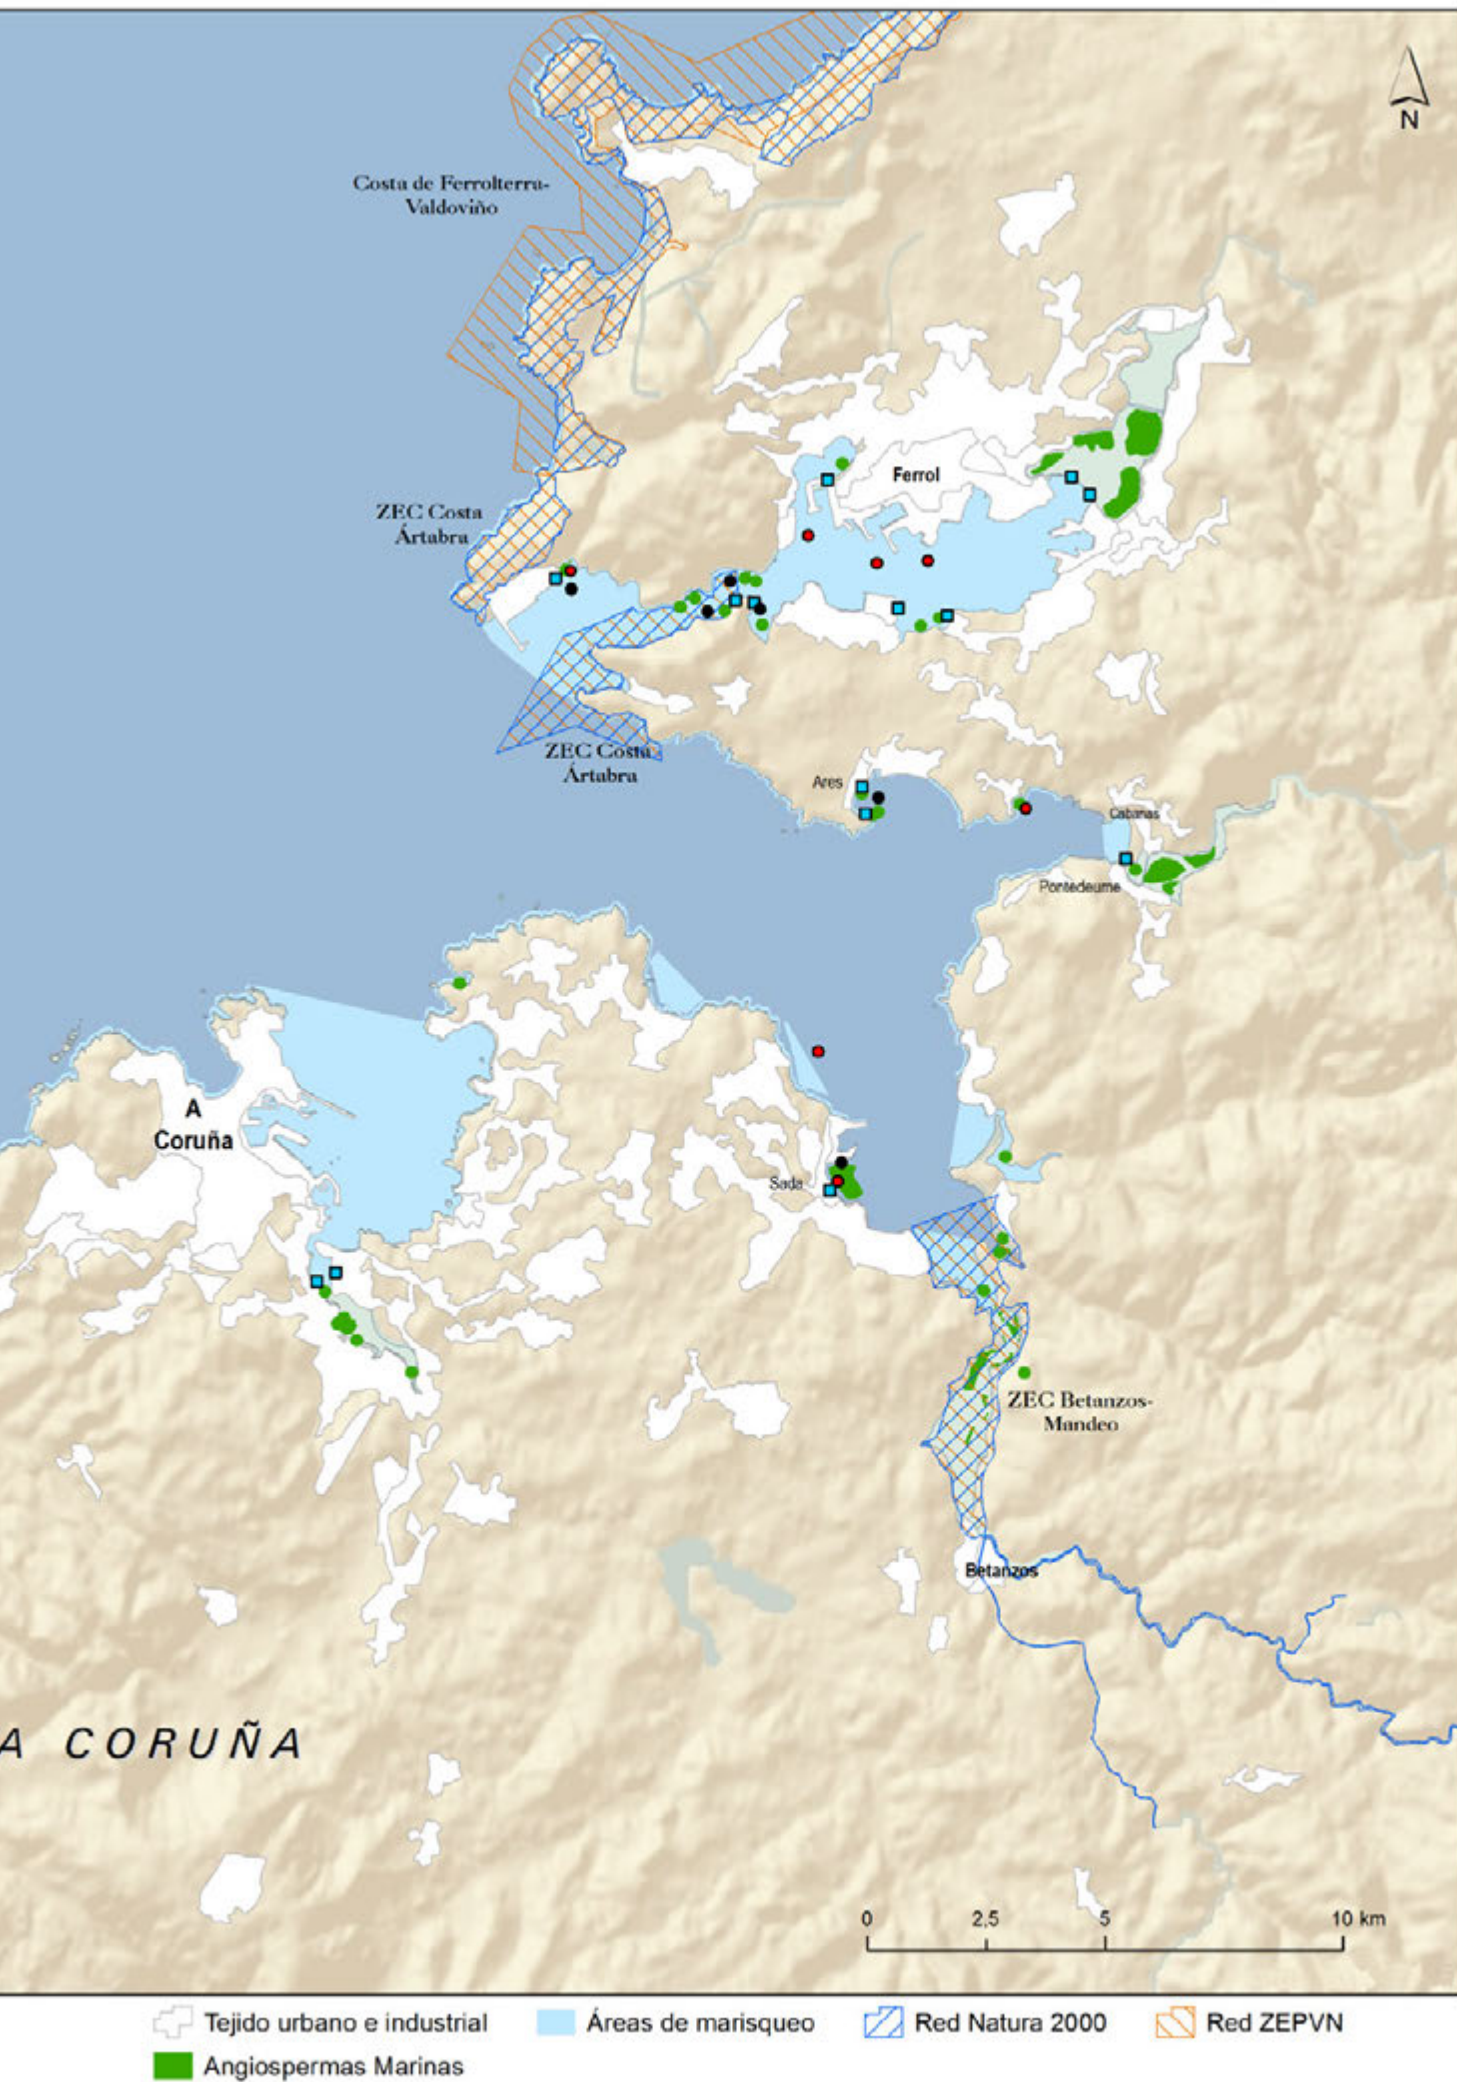 N
Costa de Ferrolterra-
Valdoviño
Ferrol
ZEC Costa
Ártabra
ZEC Costa
Ártabra
Ares
Cabanas
Pontedeume
A
Coruña
Sada
ZEC Betanzos-
Mandeo
Betanzos
A CORUÑA
0 2,5 5 10 km
Tejido urbano e industrial Áreas de marisqueo Red Natura 2000 Red ZEPVN
Angiospermas Marinas